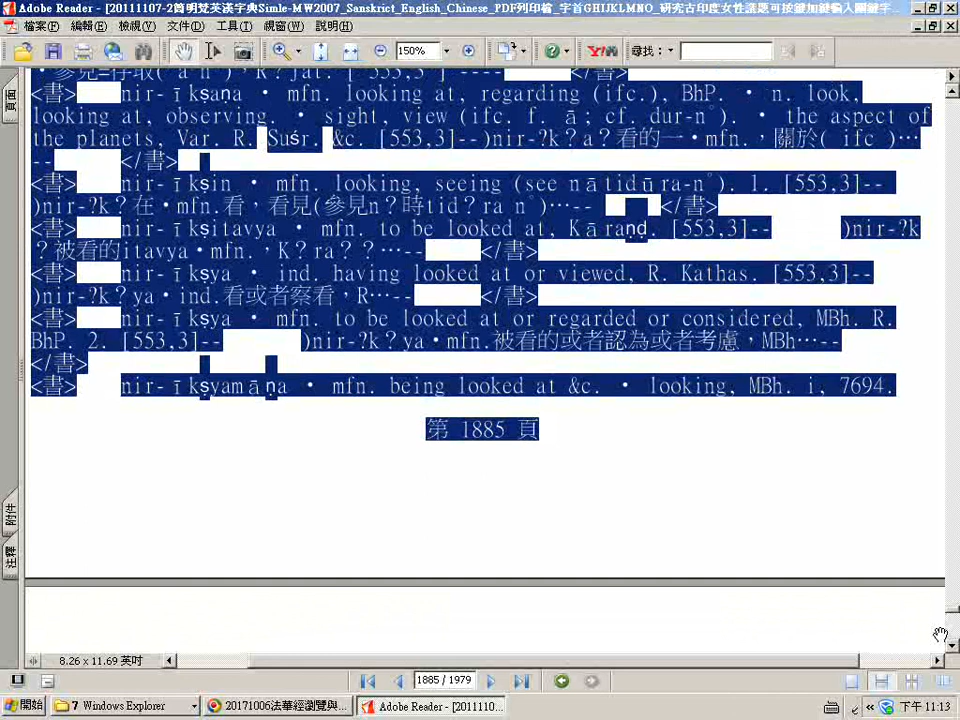 Adobe Reader - [20111107-2簡明梵英漢字典Simle-MW2007_Sanskrict_English_Chinese_PDF列印檔_字首GHIJKLMNO_研究古印度女性議題可按鍵加鍵輸入關鍵字...
檔案(F) 編輯(E) 檢視(V) 文件(D) 工具(T) 視窗(W) 說明(H)
150% 尋找：
頁面
‧參見=存取( a n ), R？jat. [ 553,3 ] ---- </書>
<書> nir-īkṣaṇa ‧ mfn. looking at, regarding (ifc.), BhP. ‧ n. look,
looking at, observing. ‧ sight, view (ifc. f. ā; cf. dur-n°). ‧ the aspect of
the planets, Var. R. Suśr. &c. [553,3]--)nir-?k？a？看的一‧mfn.，關於( ifc )…
-- </書>
<書> nir-īkṣin ‧ mfn. looking, seeing (see nātidūra-n°). 1. [553,3]--
)nir-?k？在‧mfn.看，看見(參見n？時tid？ra n°)…-- </書>
<書> nir-īkṣitavya ‧ mfn. to be looked at, Kāraṇḍ. [553,3]-- )nir-?k
？被看的itavya‧mfn.，K？ra？？…-- </書>
<書> nir-īkṣya ‧ ind. having looked at or viewed, R. Kathas. [553,3]--
)nir-?k？ya‧ind.看或者察看，R…-- </書>
<書> nir-īkṣya ‧ mfn. to be looked at or regarded or considered, MBh. R.
BhP. 2. [553,3]-- )nir-?k？ya‧mfn.被看的或者認為或者考慮，MBh…--
</書>
<書> nir-īkṣyamāṇa ‧ mfn. being looked at &c. ‧ looking, MBh. i, 7694.
第 1885 頁
附件
注釋
8.26 x 11.69 英吋
1885 / 1979
開始 7 Windows Explorer 20171006法華經瀏覽與... Adobe Reader - [2011110... 下午 11:13